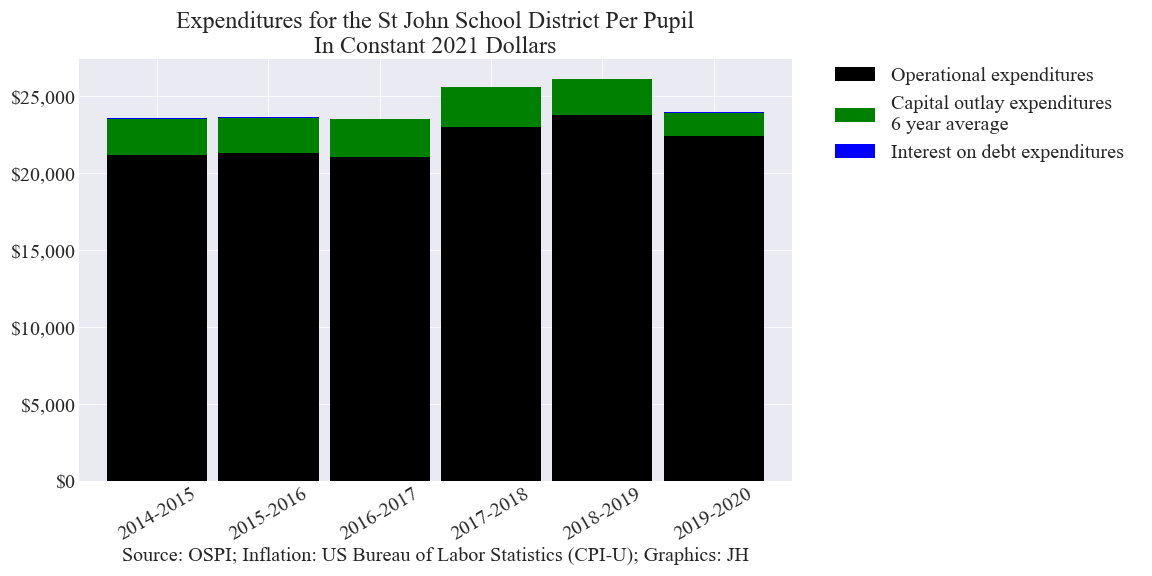 Expenditures for the St John School District Per Pupil
In Constant 2021 Dollars
Operational expenditures
Capital outlay expenditures
6 year average
Interest on debt expenditures
$25,000
$20,000
$15,000
$10,000
$5,000
$0
2014-2015
2015-2016
2016-2017
2017-2018
2018-2019
2019-2020
Source: OSPI; Inflation: US Bureau of Labor Statistics (CPI-U); Graphics: JH